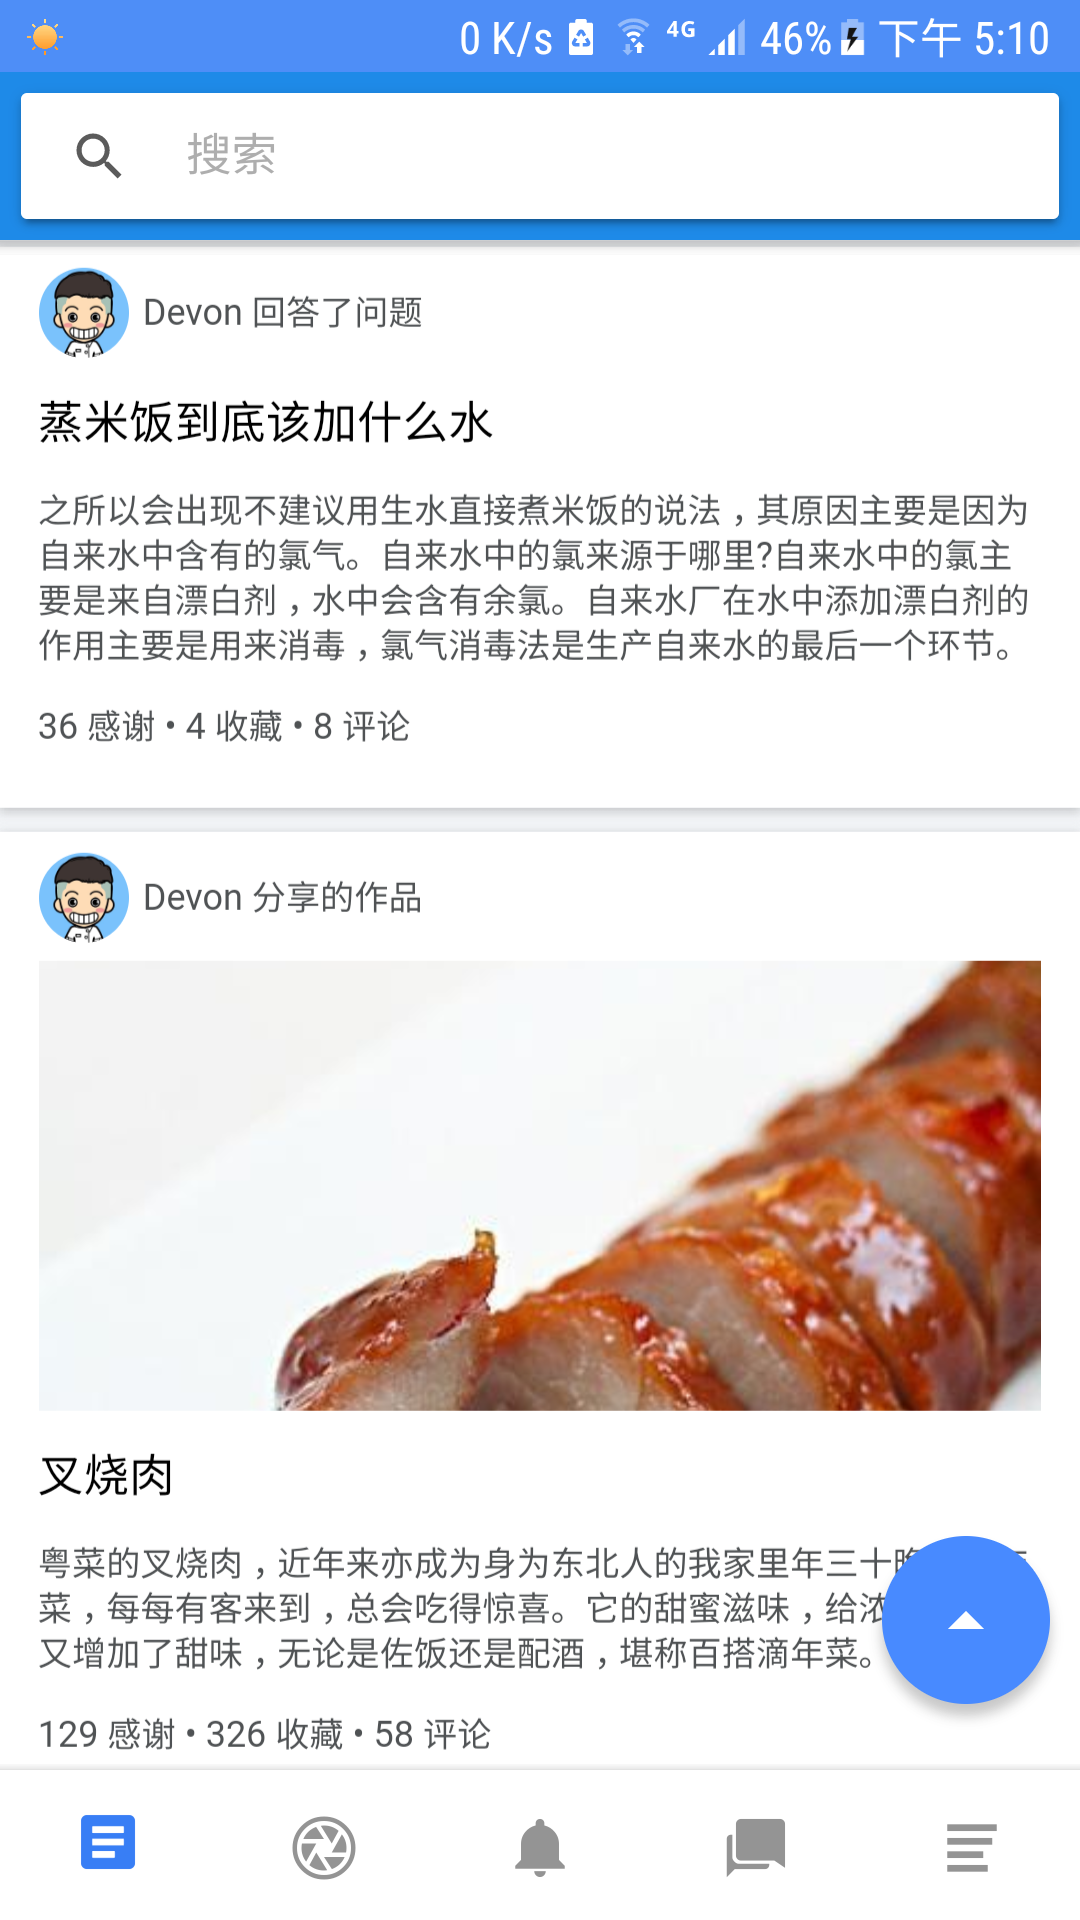 0 K/s 4G 46% 下午 5:10
搜索
Devon 回答了问题
蒸米饭到底该加什么水
之所以会出现不建议用生水直接煮米饭的说法，其原因主要是因为
自来水中含有的氯气。自来水中的氯来源于哪里?自来水中的氯主
要是来自漂白剂，水中会含有余氯。自来水厂在水中添加漂白剂的
作用主要是用来消毒，氯气消毒法是生产自来水的最后一个环节。
36 感谢 • 4 收藏 • 8 评论
Devon 分享的作品
叉烧肉
粤菜的叉烧肉，近年来亦成为身为东北人的我家里年三十
菜，每每有客来到，总会吃得惊喜。它的甜蜜滋味，给
又增加了甜味，无论是佐饭还是配酒，堪称百搭滴年菜。
129 感谢 • 326 收藏 • 58 评论